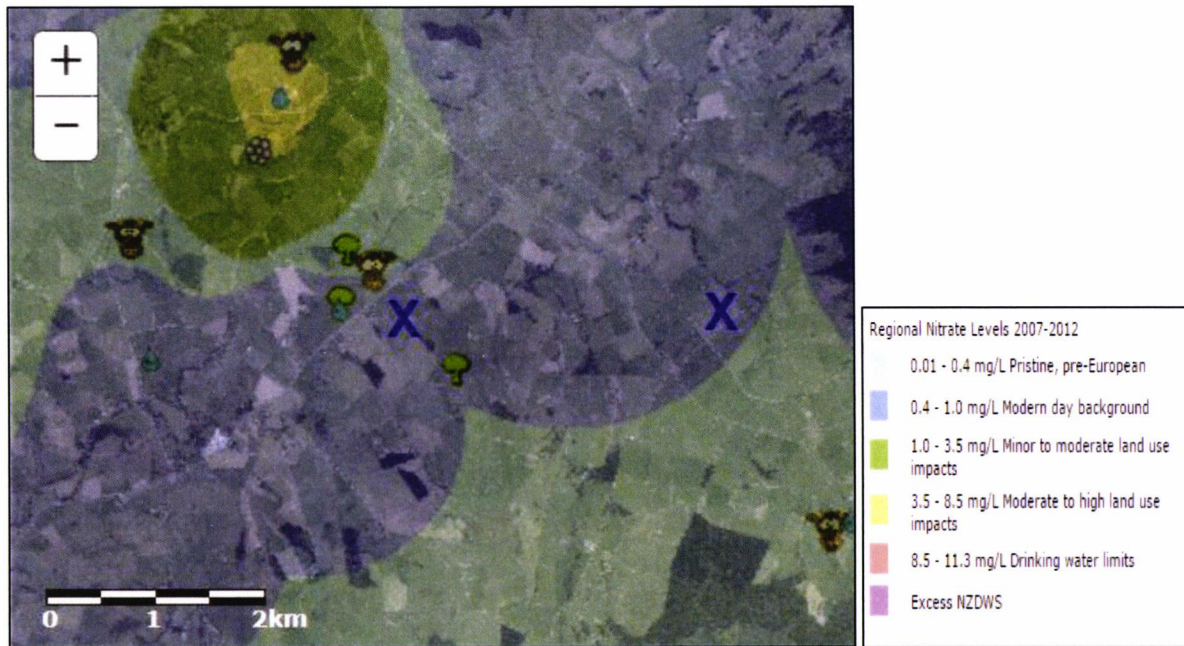 +
−
X
X
0 1 2km
Regional Nitrate Levels 2007-2012
0.01 - 0.4 mg/L Pristine, pre-European
0.4 - 1.0 mg/L Modern day background
1.0 - 3.5 mg/L Minor to moderate land use
impacts
3.5 - 8.5 mg/L Moderate to high land use
impacts
8.5 - 11.3 mg/L Drinking water limits
Excess NZDWS